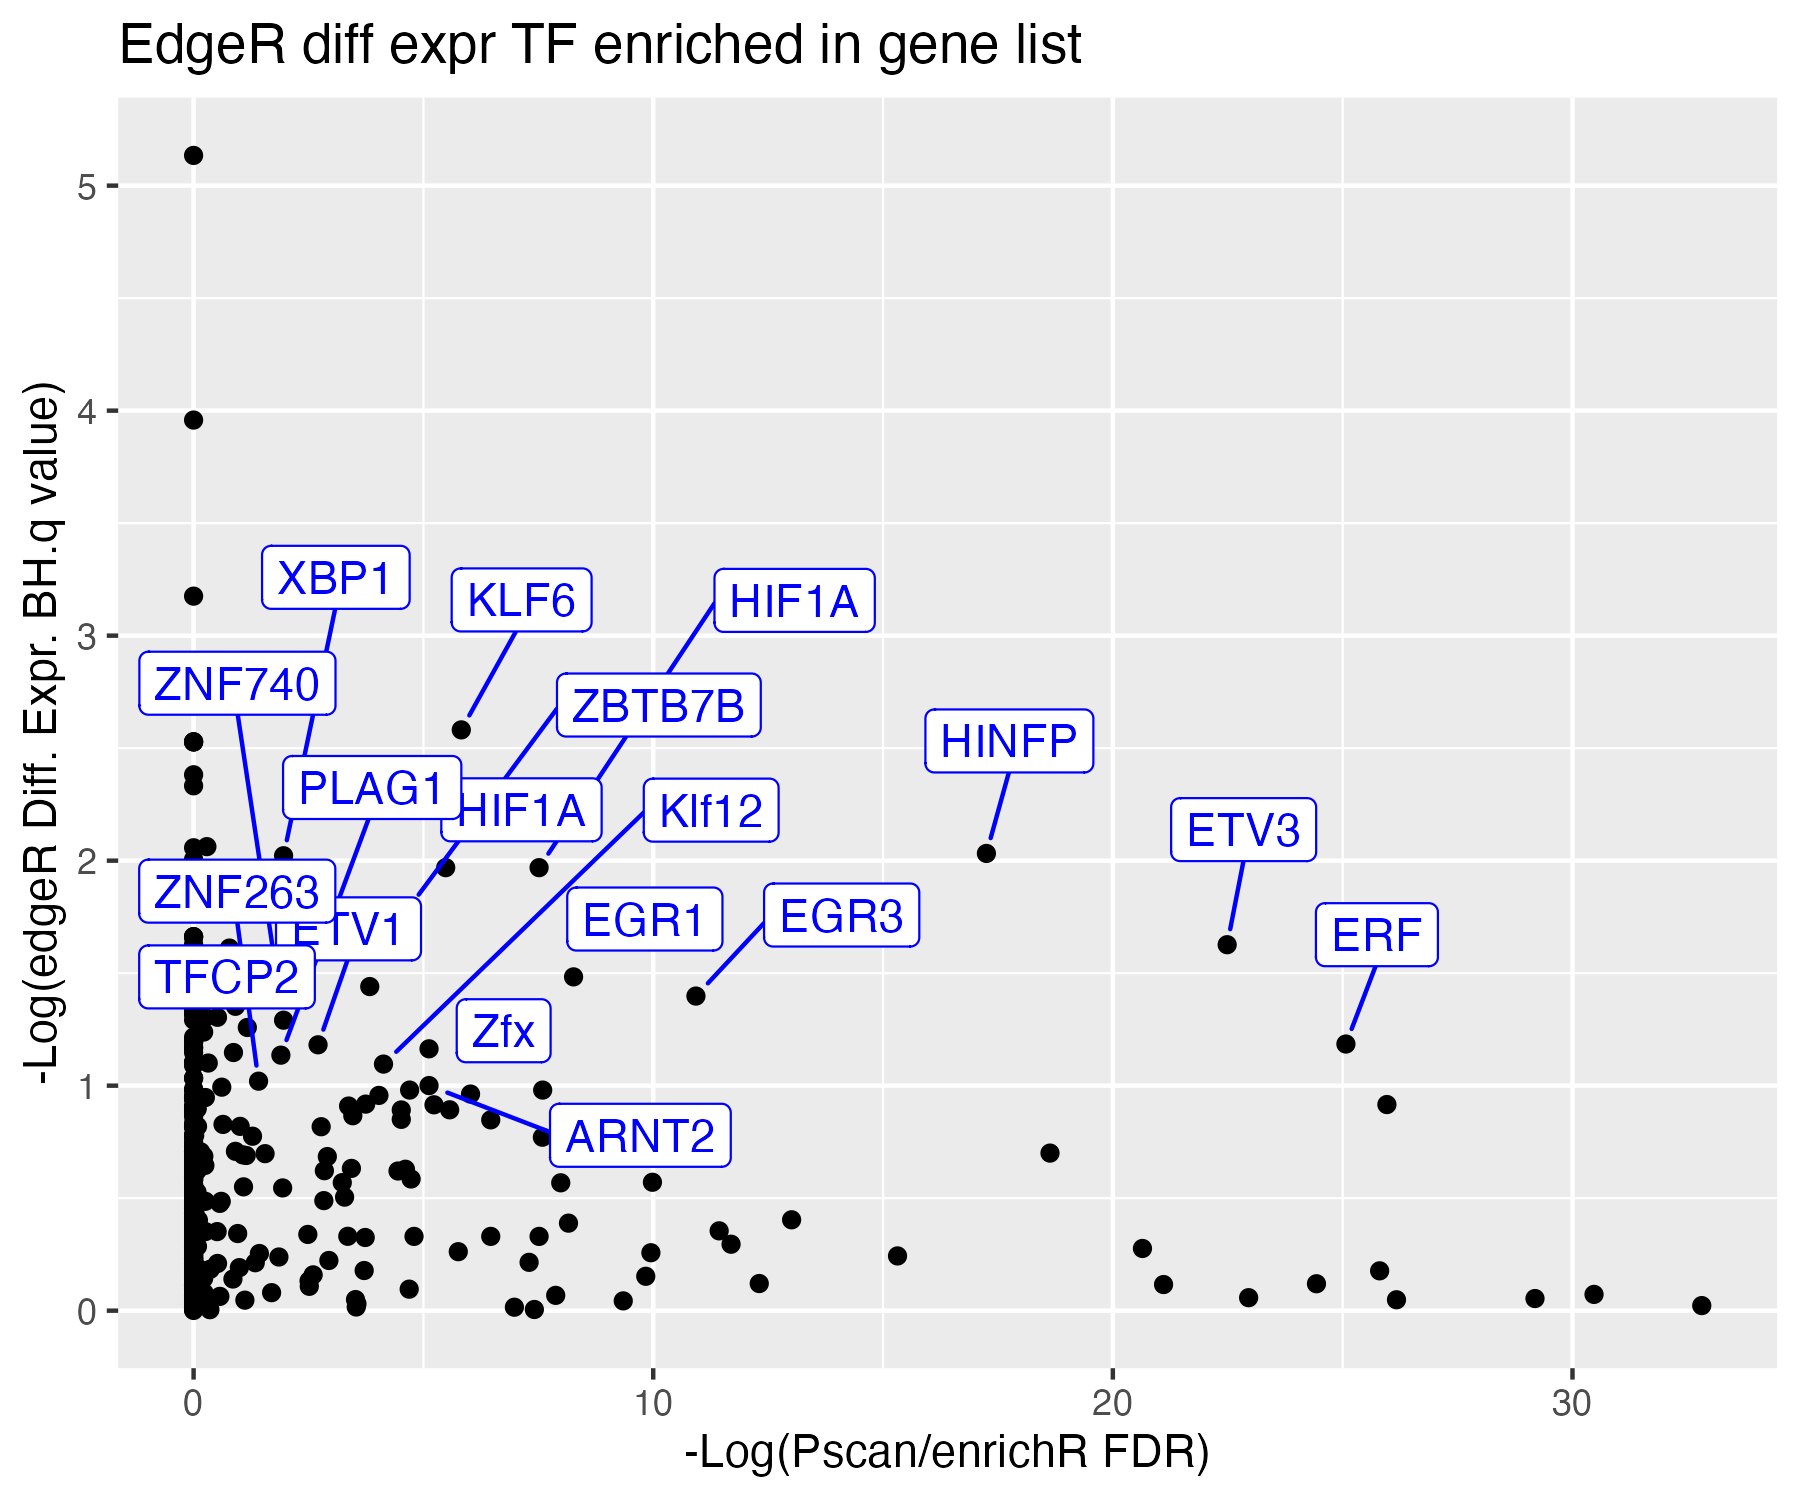 EdgeR diff expr TF enriched in gene list
-Log(edgeR Diff. Expr. BH.q value)
5
4
3
2
1
0
XBP1
KLF6
HIF1A
ZNF740
ZBTB7B
HINFP
PLAG1
HIF1A
Klf12
ETV3
ZNF263
ETV1
EGR1
EGR3
ERF
TFCP2
Zfx
ARNT2
0
10
20
30
-Log(Pscan/enrichR FDR)